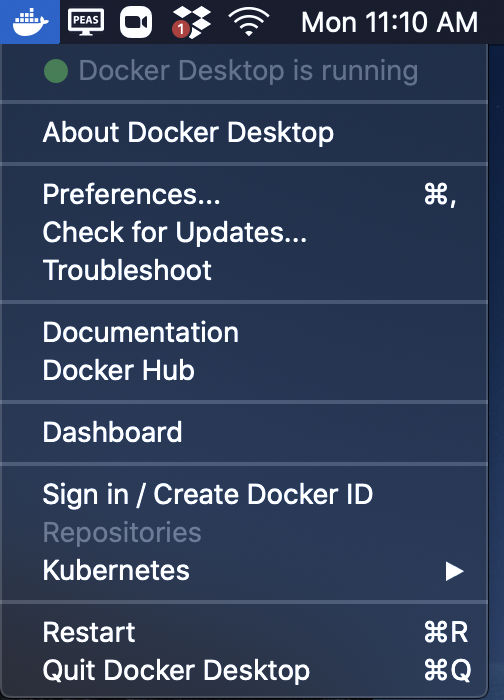 PEAS 1 Mon 11:10 AM
Docker Desktop is running
About Docker Desktop
Preferences... ⌘,
Check for Updates...
Troubleshoot
Documentation
Docker Hub
Dashboard
Sign in / Create Docker ID
Repositories
Kubernetes
Restart ⌘R
Quit Docker Desktop ⌘Q